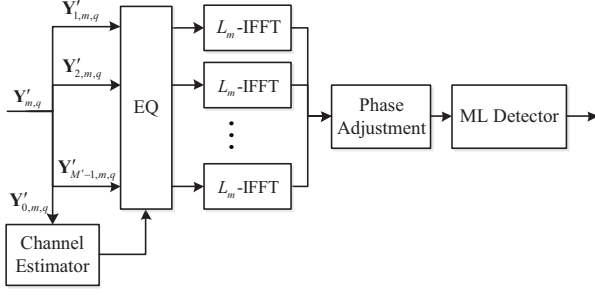 Y′1,m,q
Lm-IFFT
Y′2,m,q
Lm-IFFT
Y′m,q
EQ
Phase
Adjustment
ML Detector
Y′M′−1,m,q
Lm-IFFT
Y′0,m,q
Channel
Estimator